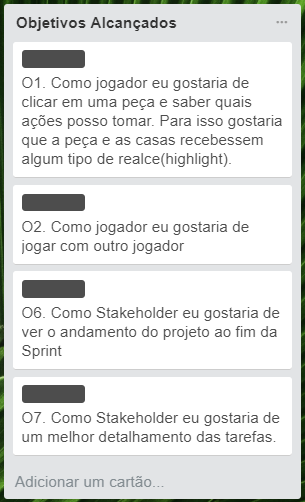 Objetivos Alcançados
O1. Como jogador eu gostaria de
clicar em uma peça e saber quais
ações posso tomar. Para isso gostaria
que a peça e as casas recebessem
algum tipo de realce(highlight).
O2. Como jogador eu gostaria de
jogar com outro jogador
O6. Como Stakeholder eu gostaria de
ver o andamento do projeto ao fim da
Sprint
O7. Como Stakeholder eu gostaria de
um melhor detalhamento das tarefas.
Adicionar um cartão...